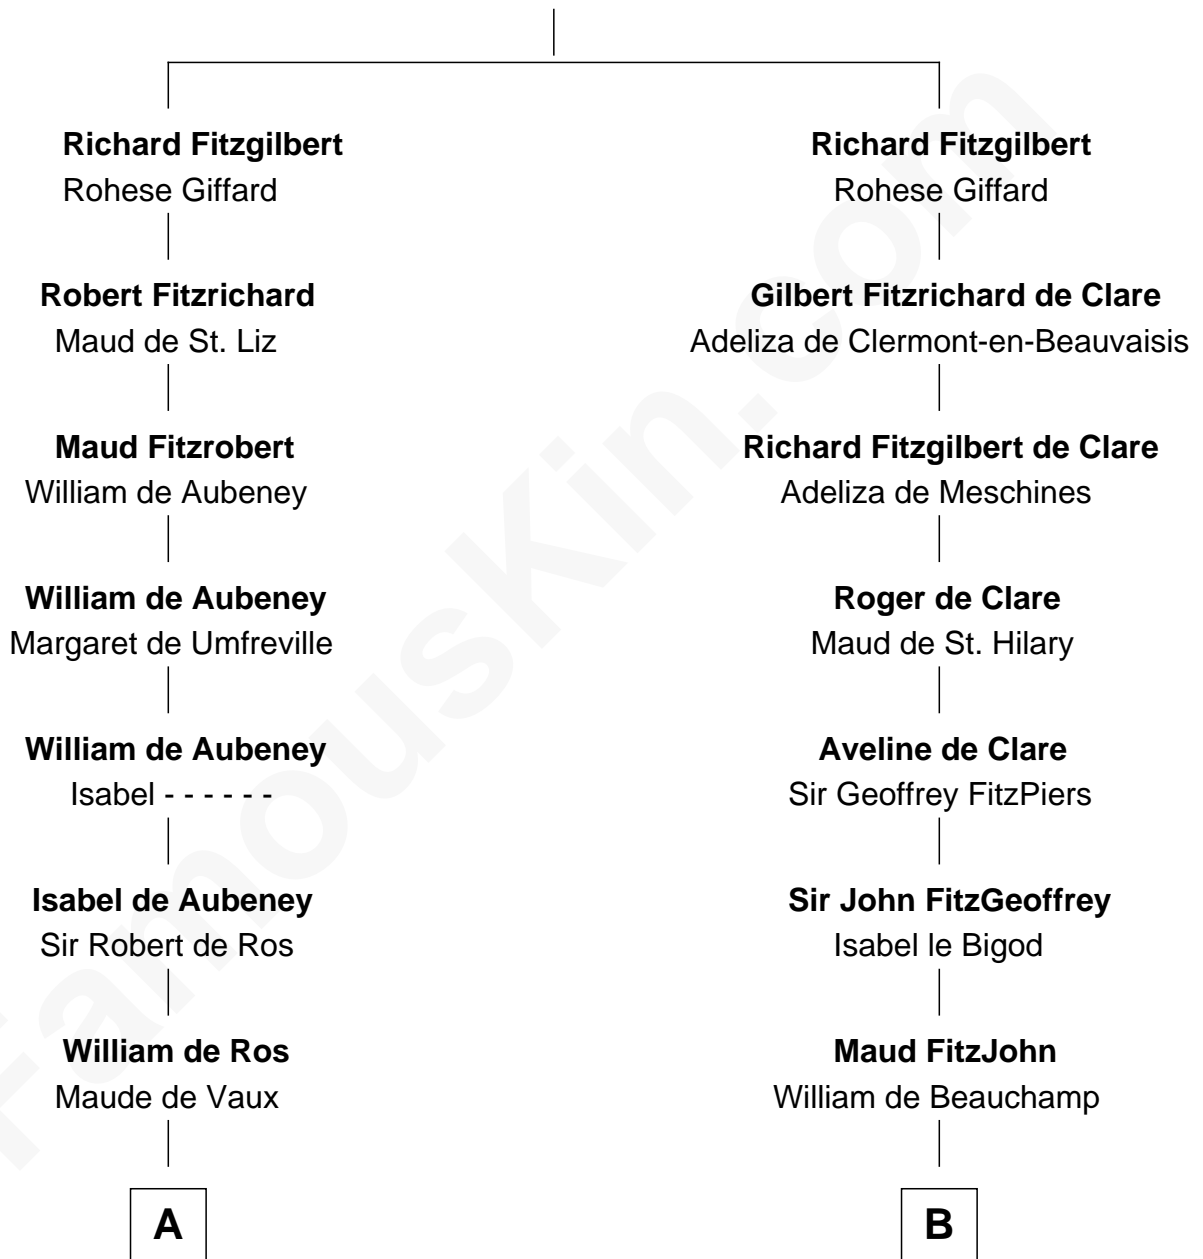 Richard Fitzgilbert
Rohese Giffard
Robert Fitzrichard
Maud de St. Liz
Maud Fitzrobert
William de Aubeney
William de Aubeney
Margaret de Umfreville
William de Aubeney
Isabel - - - - - -
Isabel de Aubeney
Sir Robert de Ros
William de Ros
Maude de Vaux
A
Richard Fitzgilbert
Rohese Giffard
Gilbert Fitzrichard de Clare
Adeliza de Clermont-en-Beauvaisis
Richard Fitzgilbert de Clare
Adeliza de Meschines
Roger de Clare
Maud de St. Hilary
Aveline de Clare
Sir Geoffrey FitzPiers
Sir John FitzGeoffrey
Isabel le Bigod
Maud FitzJohn
William de Beauchamp
B
FamousKin.com